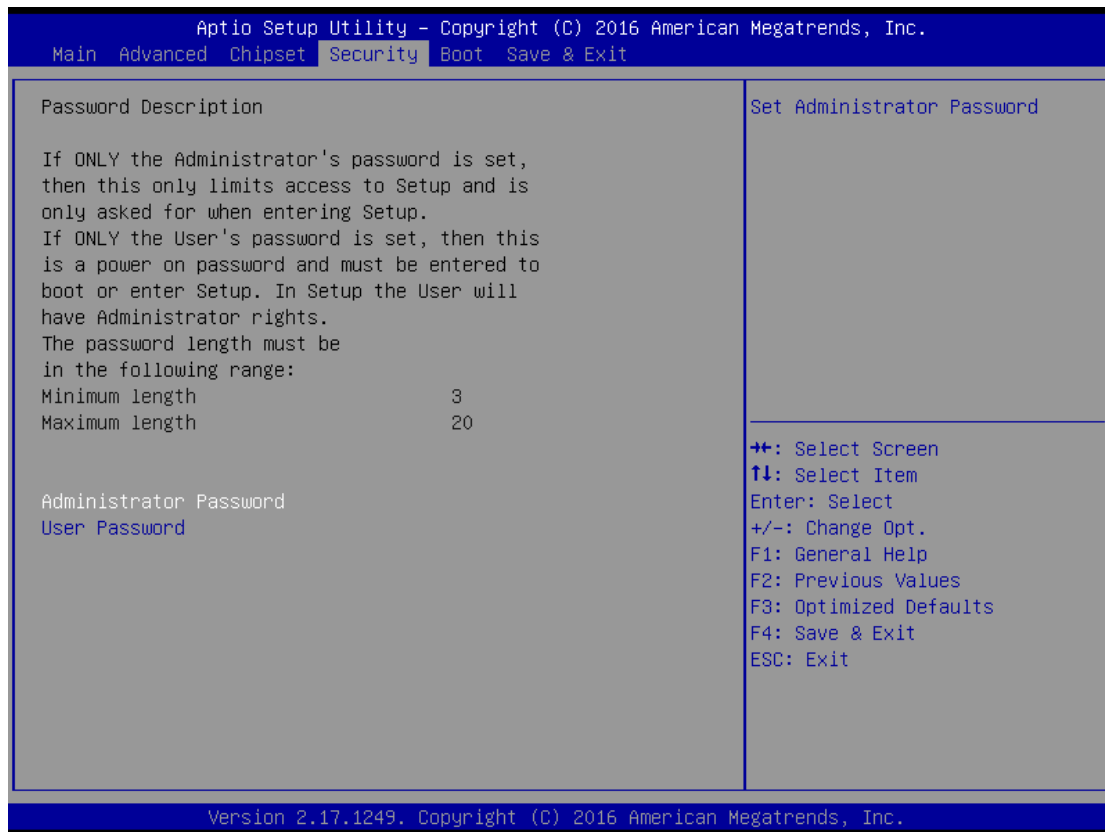 Aptio Setup Utility – Copyright (C) 2016 American Megatrends, Inc.
Main Advanced Chipset Security Boot Save & Exit
Password Description
If ONLY the Administrator's password is set,
then this only limits access to Setup and is
only asked for when entering Setup.
If ONLY the User's password is set, then this
is a power on password and must be entered to
boot or enter Setup. In Setup the User will
have Administrator rights.
The password length must be
in the following range:
Minimum length 3
Maximum length 20
Administrator Password
User Password
Set Administrator Password
→←: Select Screen
↑↓: Select Item
Enter: Select
+/-: Change Opt.
F1: General Help
F2: Previous Values
F3: Optimized Defaults
F4: Save & Exit
ESC: Exit
Version 2.17.1249. Copyright (C) 2016 American Megatrends, Inc.